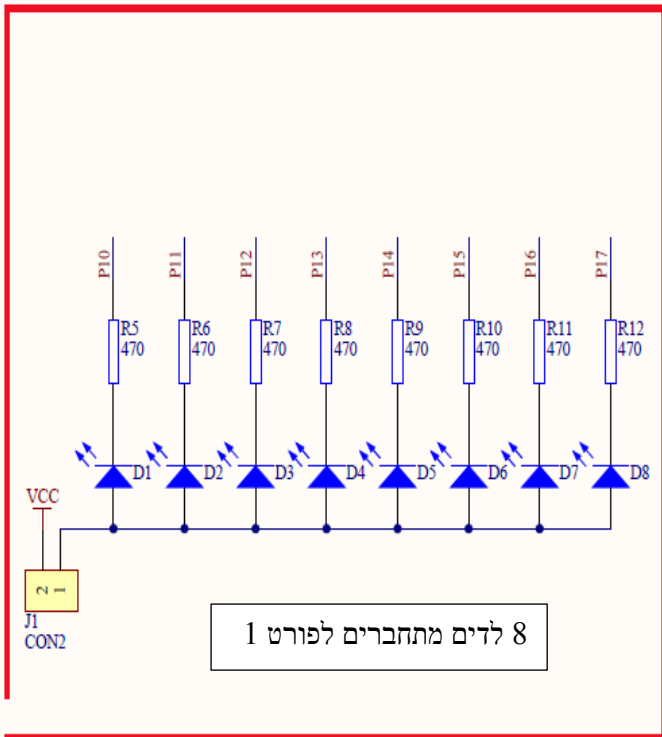 P10 P11 P12 P13 P14 P15 P16 P17
R5 R6 R7 R8 R9 R10 R11 R12
470 470 470 470 470 470 470 470
D1 D2 D3 D4 D5 D6 D7 D8
VCC
2 1
J1
CON2
8 לדים מתחברים לפורט 1